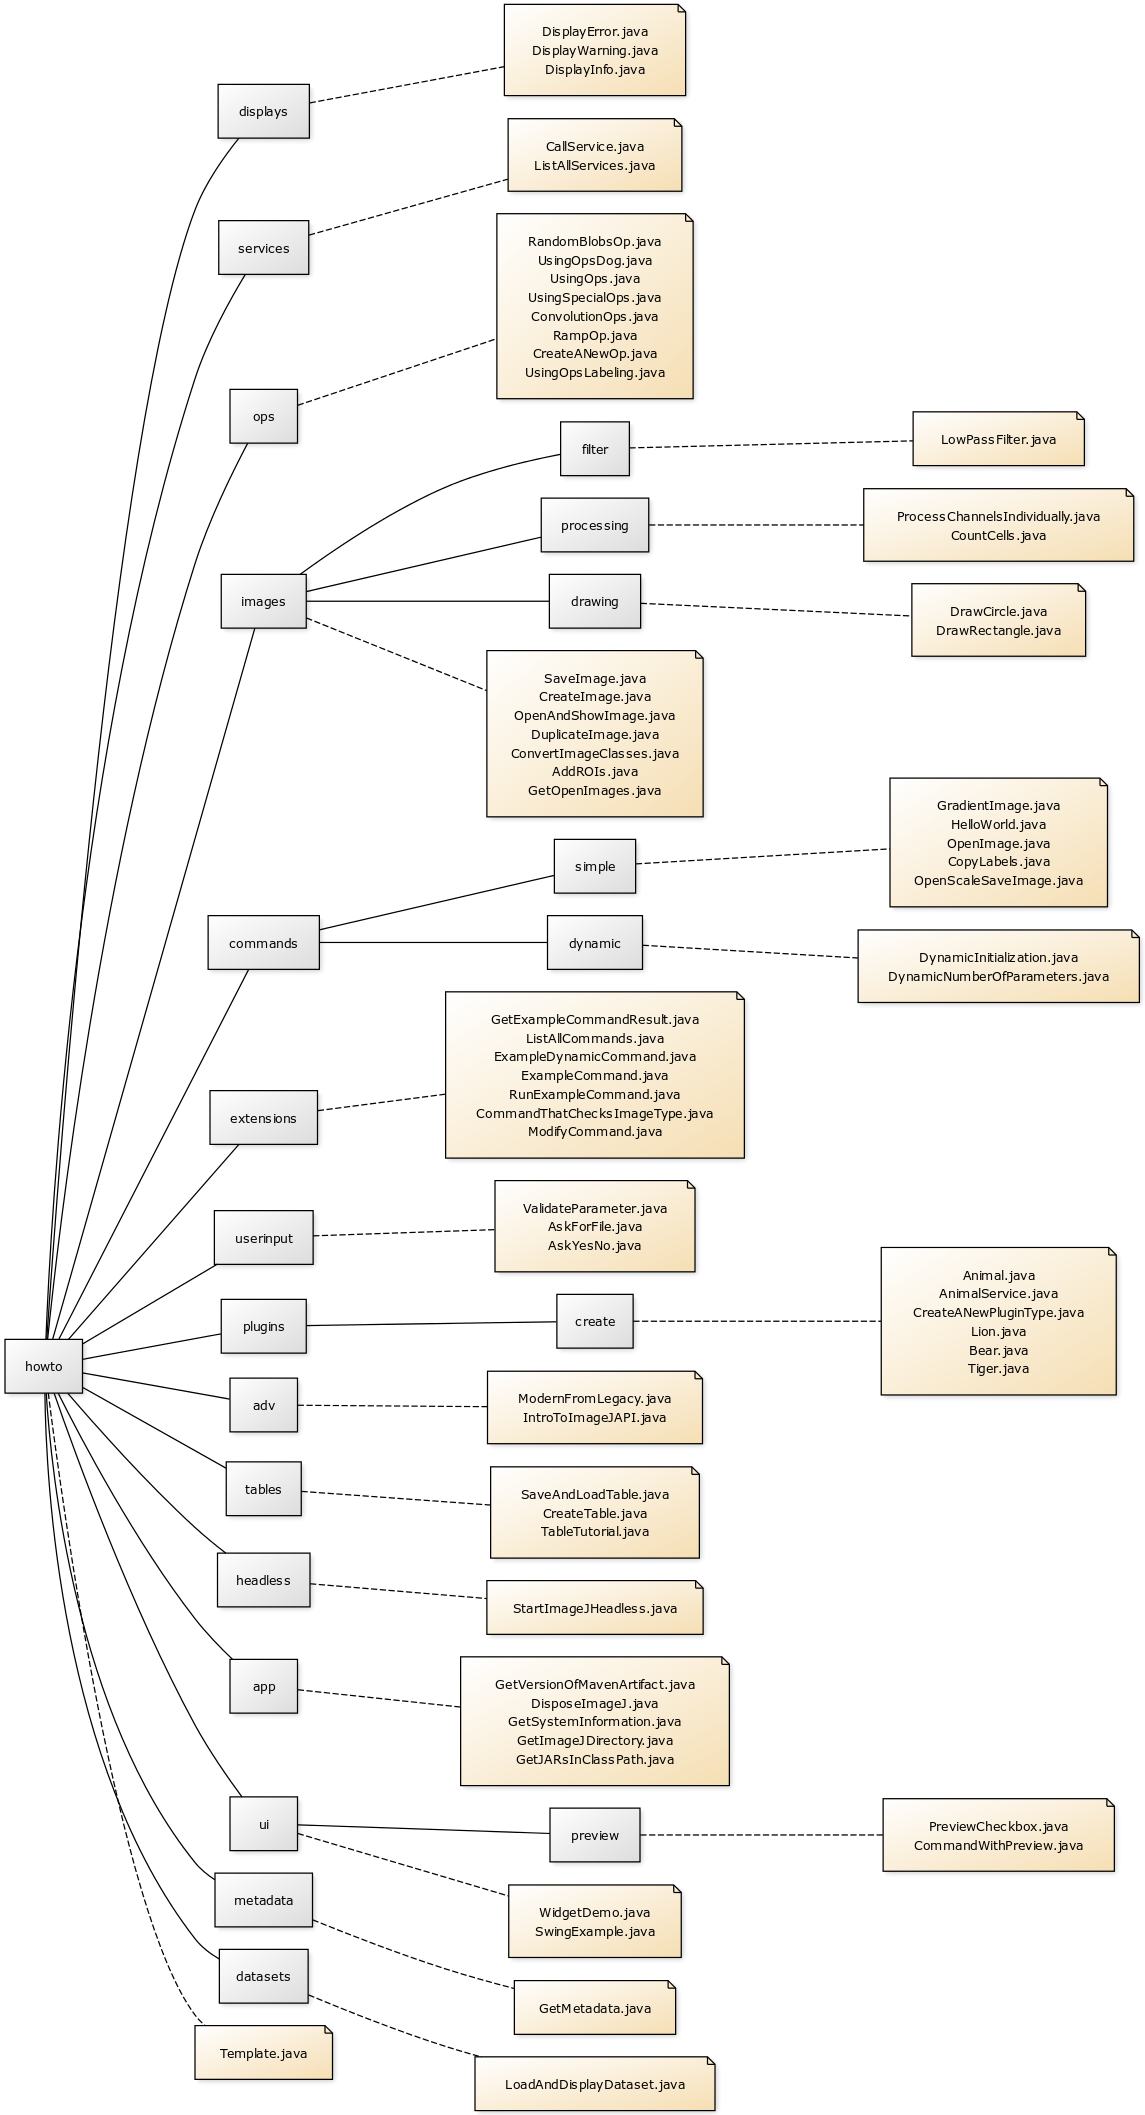 DisplayError.java
DisplayWarning.java
DisplayInfo.java
displays
CallService.java
ListAllServices.java
services
RandomBlobsOp.java
UsingOpsDog.java
UsingOps.java
UsingSpecialOps.java
ConvolutionOps.java
RampOp.java
CreateANewOp.java
UsingOpsLabeling.java
ops
filter
LowPassFilter.java
processing
ProcessChannelsIndividually.java
CountCells.java
images
drawing
DrawCircle.java
DrawRectangle.java
SaveImage.java
CreateImage.java
OpenAndShowImage.java
DuplicateImage.java
ConvertImageClasses.java
AddROIs.java
GetOpenImages.java
simple
GradientImage.java
HelloWorld.java
OpenImage.java
CopyLabels.java
OpenScaleSaveImage.java
commands
dynamic
DynamicInitialization.java
DynamicNumberOfParameters.java
GetExampleCommandResult.java
ListAllCommands.java
ExampleDynamicCommand.java
ExampleCommand.java
RunExampleCommand.java
CommandThatChecksImageType.java
ModifyCommand.java
extensions
userinput
ValidateParameter.java
AskForFile.java
AskYesNo.java
plugins
create
Animal.java
AnimalService.java
CreateANewPluginType.java
Lion.java
Bear.java
Tiger.java
howto
adv
ModernFromLegacy.java
IntroToImageJAPI.java
tables
SaveAndLoadTable.java
CreateTable.java
TableTutorial.java
headless
StartImageJHeadless.java
app
GetVersionOfMavenArtifact.java
DisposeImageJ.java
GetSystemInformation.java
GetImageJDirectory.java
GetJARsInClassPath.java
ui
preview
PreviewCheckbox.java
CommandWithPreview.java
WidgetDemo.java
SwingExample.java
metadata
GetMetadata.java
datasets
LoadAndDisplayDataset.java
Template.java